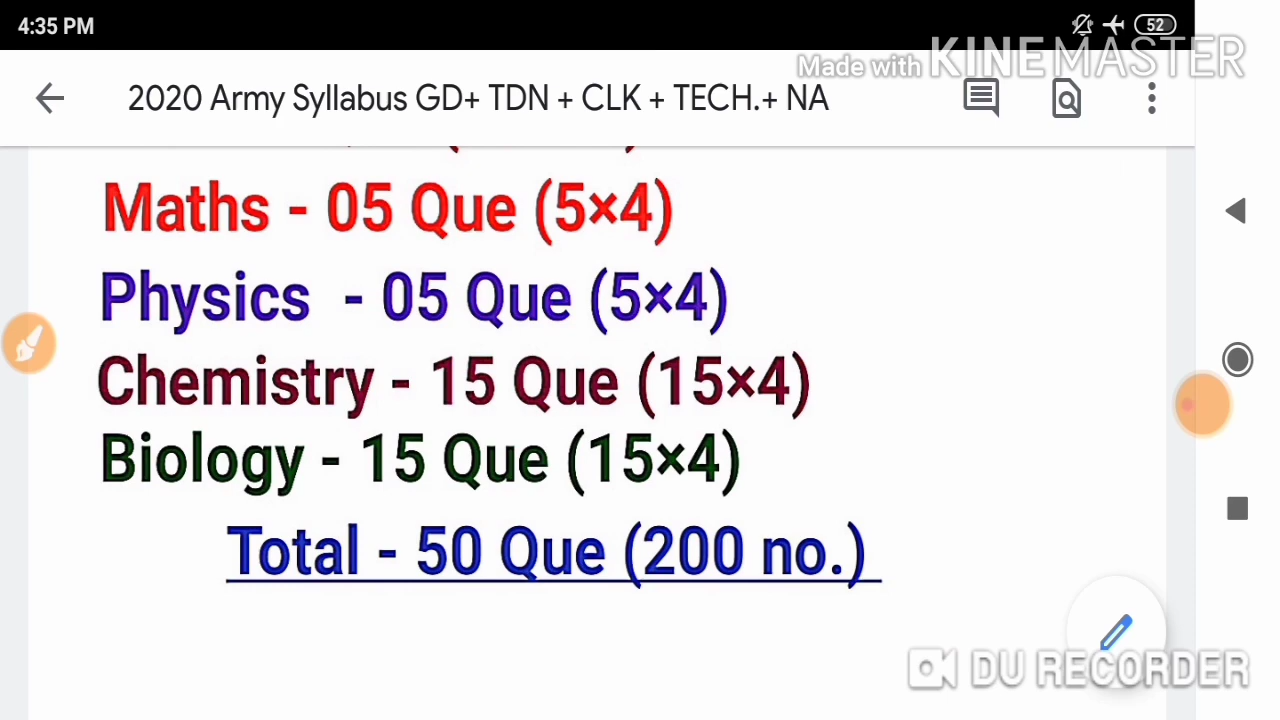 4:35 PM
52
Made with KINEMASTER
2020 Army Syllabus GD+ TDN + CLK + TECH.+ NA
Maths - 05 Que (5×4)
Physics - 05 Que (5×4)
Chemistry - 15 Que (15×4)
Biology - 15 Que (15×4)
Total - 50 Que (200 no.)
DU RECORDER